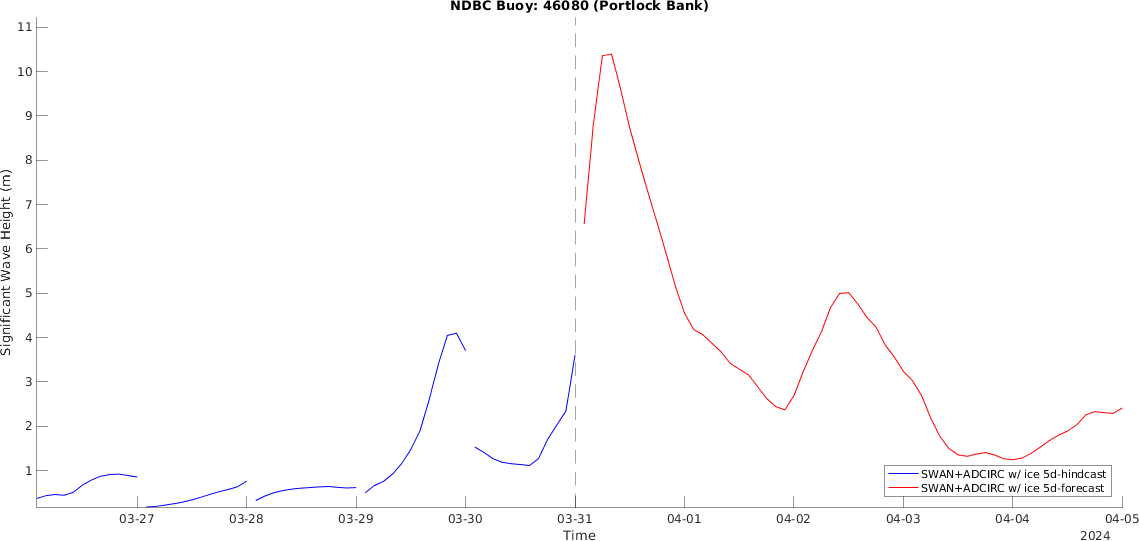 NDBC Buoy: 46080 (Portlock Bank)
Significant Wave Height (m)
11
10
9
8
7
6
5
4
3
2
1
SWAN+ADCIRC w/ ice 5d-hindcast
SWAN+ADCIRC w/ ice 5d-forecast
03-27 03-28 03-29 03-30 03-31 04-01 04-02 04-03 04-04 04-05
Time
2024